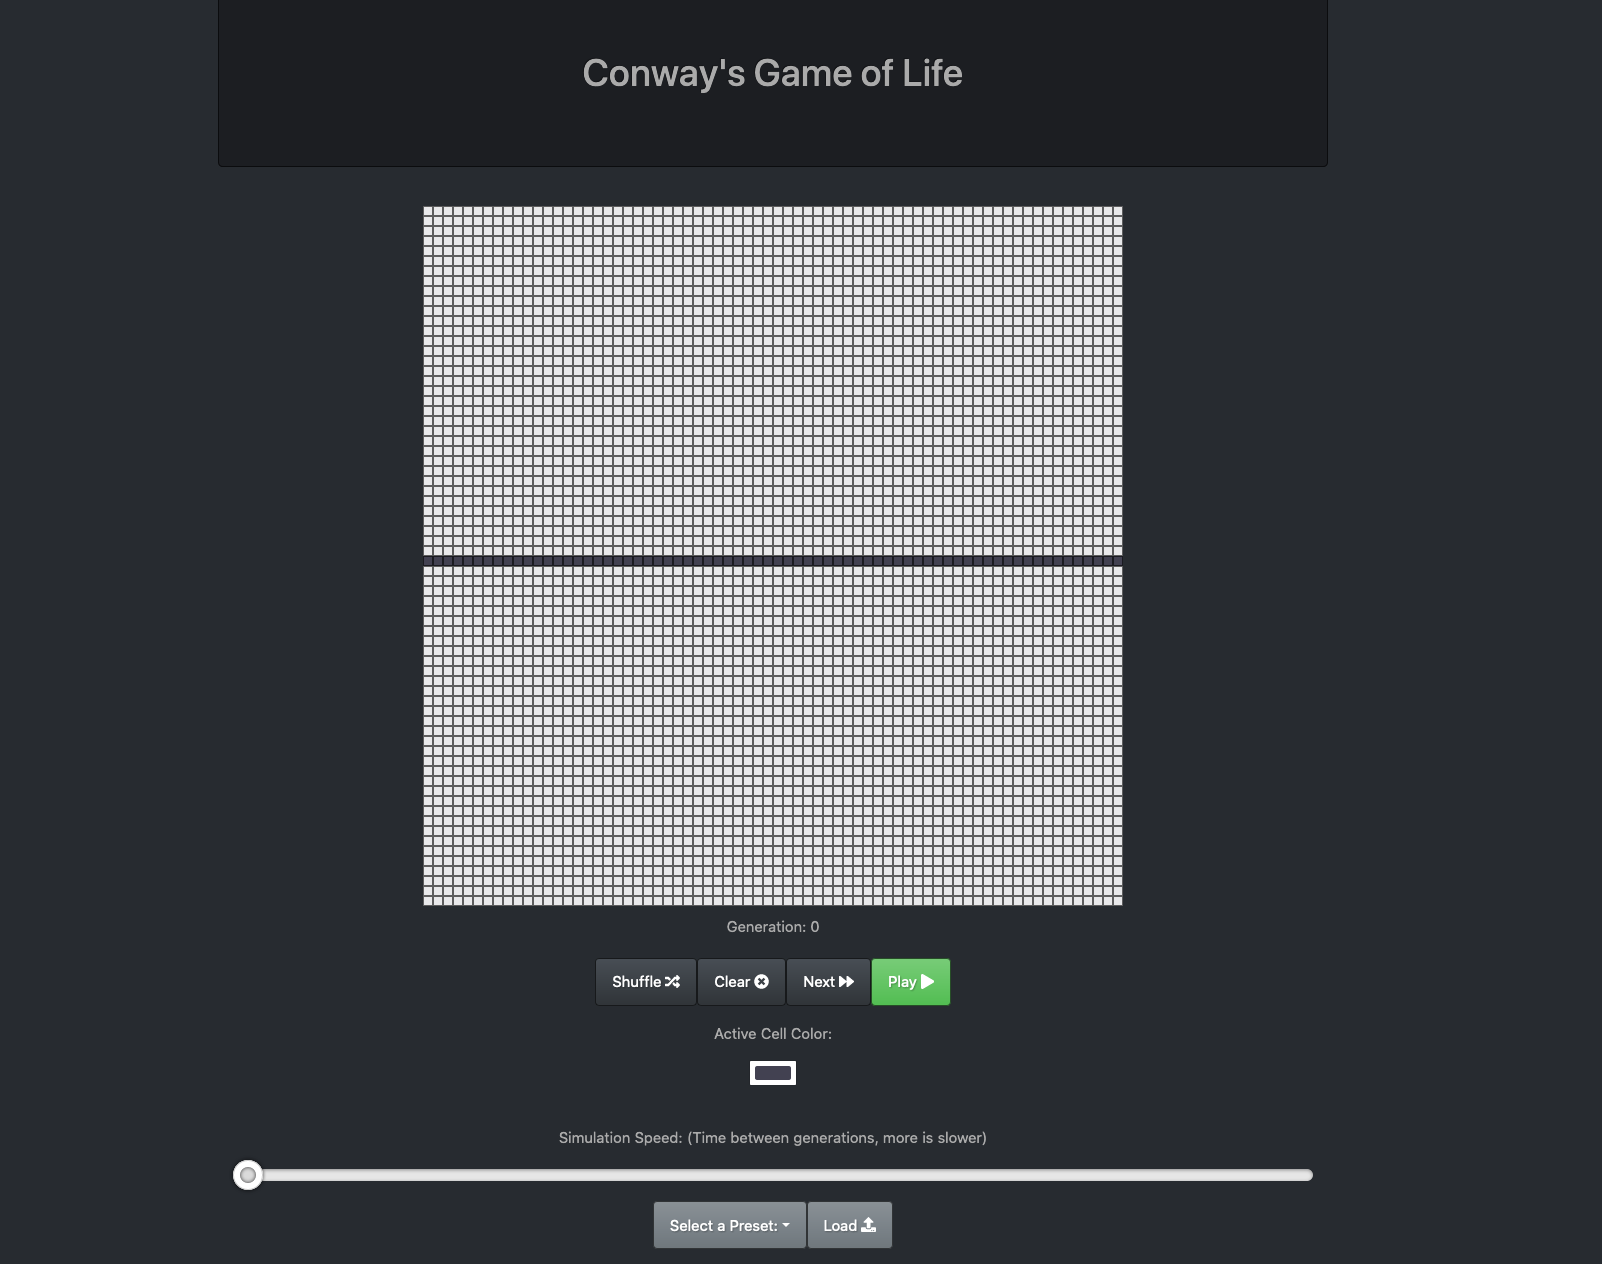 Conway's Game of Life
Generation: 0
Shuffle
Clear
Next
Play
Active Cell Color:
Simulation Speed: (Time between generations, more is slower)
Select a Preset:
Load